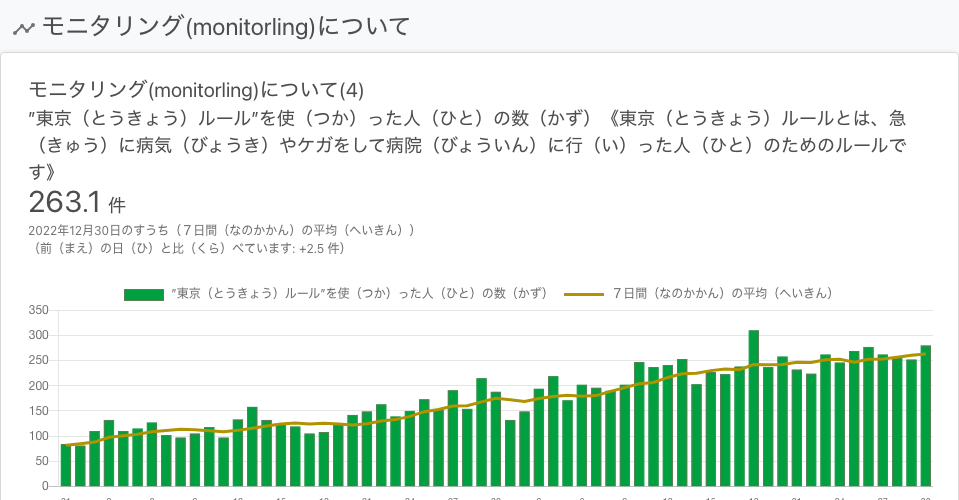 モニタリング(monitorling)について
モニタリング(monitorling)について(4)
”東京（とうきょう）ルール”を使（つか）った人（ひと）の数（かず）《東京（とうきょう）ルールとは、急
（きゅう）に病気（びょうき）やケガをして病院（びょういん）に行（い）った人（ひと）のためのルールで
す》
263.1 件
2022年12月30日のすうち（７日間（なのかかん）の平均（へいきん））
（前（まえ）の日（ひ）と比（くら）べています: +2.5 件）
”東京（とうきょう）ルール”を使（つか）った人（ひと）の数（かず） ７日間（なのかかん）の平均（へいきん）
350
300
250
200
150
100
50
0